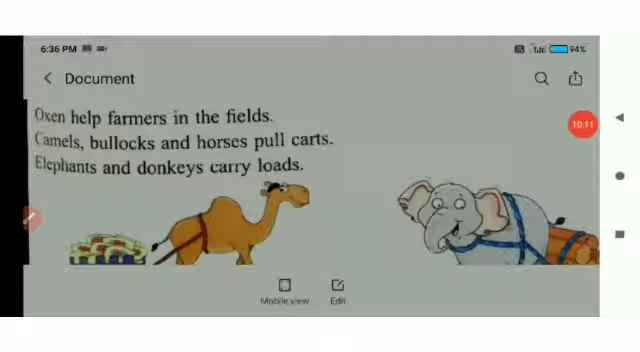 6:36 PM
94%
Document
Oxen help farmers in the fields.
Camels, bullocks and horses pull carts.
10:11
Elephants and donkeys carry loads.
Mobile view
Edit